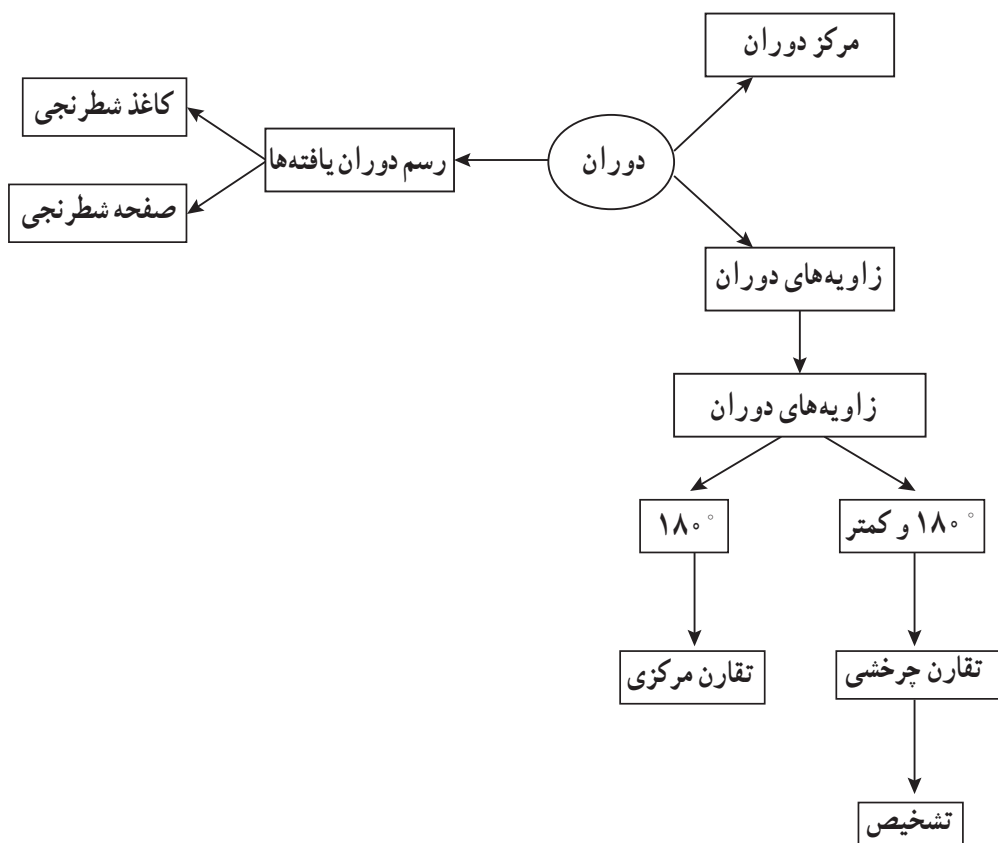 مرکز دوران
دوران
رسم دوران یافته‌ها
کاغذ شطرنجی
صفحه شطرنجی
زاویه‌های دوران
زاویه‌های دوران
۱۸۰° و کمتر
۱۸۰°
تقارن چرخشی
تقارن مرکزی
تشخیص